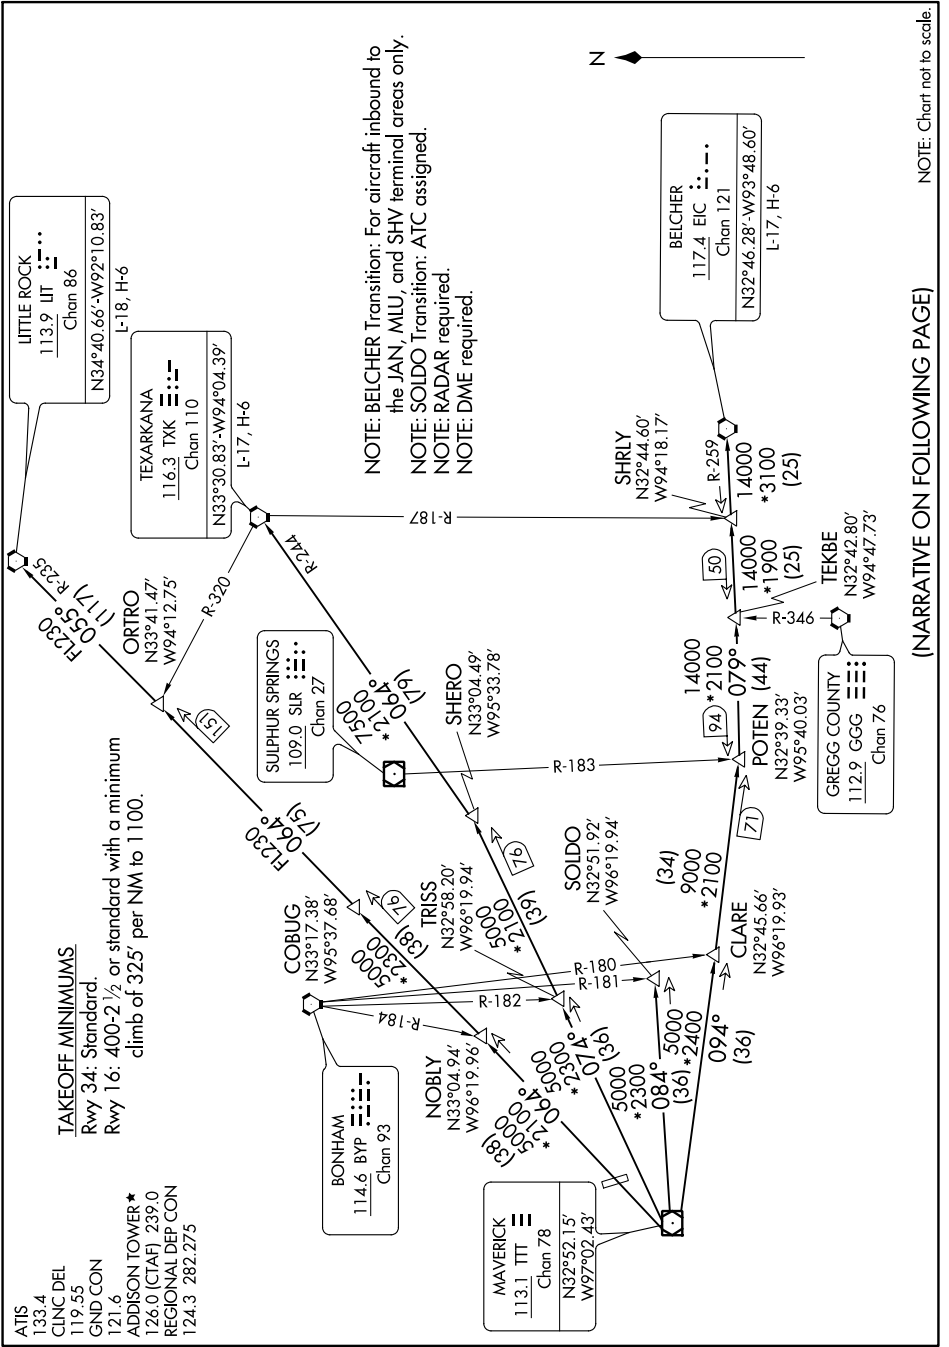 ATIS
133.4
CLNC DEL
119.55
GND CON
121.6
ADDISON TOWER★
126.0 (CTAF) 239.0
REGIONAL DEP CON
124.3 282.275
TAKEOFF MINIMUMS
Rwy 34: Standard.
Rwy 16: 400-2 ½ or standard with a minimum
climb of 325' per NM to 1100.
LITTLE ROCK
113.9 LIT
Chan 86
N34°40.66'-W92°10.83'
L-18, H-6
TEXARKANA
116.3 TXK
Chan 110
N33°30.83'-W94°04.39'
L-17, H-6
NOTE: BELCHER Transition: For aircraft inbound to
the JAN, MLU, and SHV terminal areas only.
NOTE: SOLDO Transition: ATC assigned.
NOTE: RADAR required.
NOTE: DME required.
N
R-235
FL230
055°
(117)
ORTRO
N33°41.47'
W94°12.75'
R-320
(151)
R-244
R-187
FL230
064°
(75)
SULPHUR SPRINGS
109.0 SLR
Chan 27
7500
*2100
064°
(79)
SHERO
N33°04.49'
W95°33.78'
R-183
COBUG
N33°17.38'
W95°37.68'
(76)
TRISS
N32°58.20'
W96°19.94'
(76)
SOLDO
N32°51.92'
W96°19.94'
BONHAM
114.6 BYP
Chan 93
R-184
R-182
R-181
R-180
5000
*2300
(38)
5000
*2100
(39)
NOBLY
N33°04.94'
W96°19.96'
5000
*2100
064°
(38)
5000
*2300
074°
(36)
5000
*2300
084°
(36)
5000
*2400
094°
(36)
MAVERICK
113.1 TTT
Chan 78
N32°52.15'
W97°02.43'
CLARE
N32°45.66'
W96°19.93'
(34)
9000
*2100
71
POTEN
N32°39.33'
W95°40.03'
94
14000
*2100
079°
(44)
GREGG COUNTY
112.9 GGG
Chan 76
R-346
TEKBE
N32°42.80'
W94°47.73'
50
14000
*1900
(25)
SHRLY
N32°44.60'
W94°18.17'
R-259
14000
*3100
(25)
BELCHER
117.4 EIC
Chan 121
N32°46.28'-W93°48.60'
L-17, H-6
NOTE: Chart not to scale.
(NARRATIVE ON FOLLOWING PAGE)